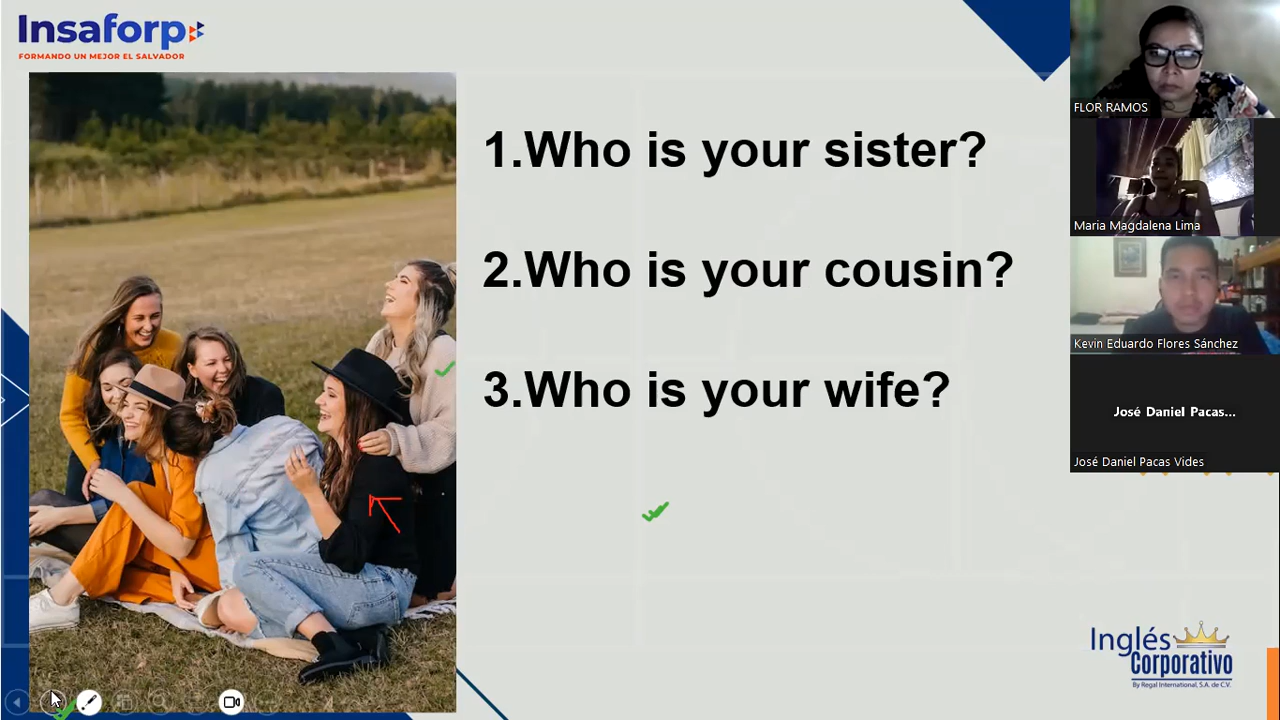 Insaforp
FORMANDO UN MEJOR EL SALVADOR
1.Who is your sister?
2.Who is your cousin?
3.Who is your wife?
FLOR RAMOS
Maria Magdalena Lima
Kevin Eduardo Flores Sánchez
José Daniel Pacas...
José Daniel Pacas Vides
Inglés
Corporativo
By Regal International, S.A. de C.V.